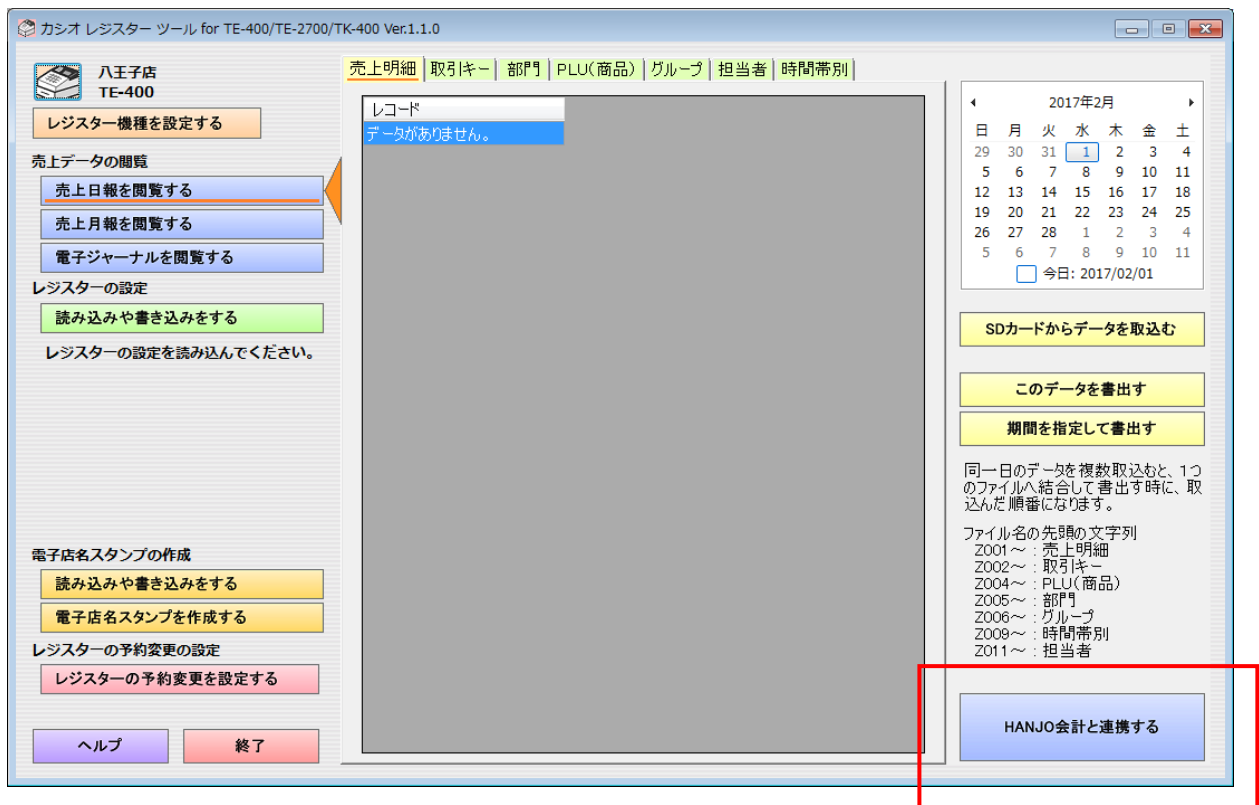 カシオ レジスター ツール for TE-400/TE-2700/TK-400 Ver.1.1.0
八王子店
TE-400
レジスター機種を設定する
売上データの閲覧
売上日報を閲覧する
売上月報を閲覧する
電子ジャーナルを閲覧する
レジスターの設定
読み込みや書き込みをする
レジスターの設定を読み込んでください。
電子店名スタンプの作成
読み込みや書き込みをする
電子店名スタンプを作成する
レジスターの予約変更の設定
レジスターの予約変更を設定する
ヘルプ 終了
売上明細 取引キー 部門 PLU(商品) グループ 担当者 時間帯別
レコード
データがありません。
2017年2月
日 月 火 水 木 金 土
29 30 31 1 2 3 4
5 6 7 8 9 10 11
12 13 14 15 16 17 18
19 20 21 22 23 24 25
26 27 28 1 2 3 4
5 6 7 8 9 10 11
今日: 2017/02/01
SDカードからデータを取込む
このデータを書出す
期間を指定して書出す
同一日のデータを複数取込むと、1つ
のファイルへ結合して書出す時に、取
込んだ順番になります。
ファイル名の先頭の文字列
Z001～：売上明細
Z002～：取引キー
Z004～：PLU(商品)
Z005～：部門
Z006～：グループ
Z009～：時間帯別
Z011～：担当者
HANJO会計と連携する